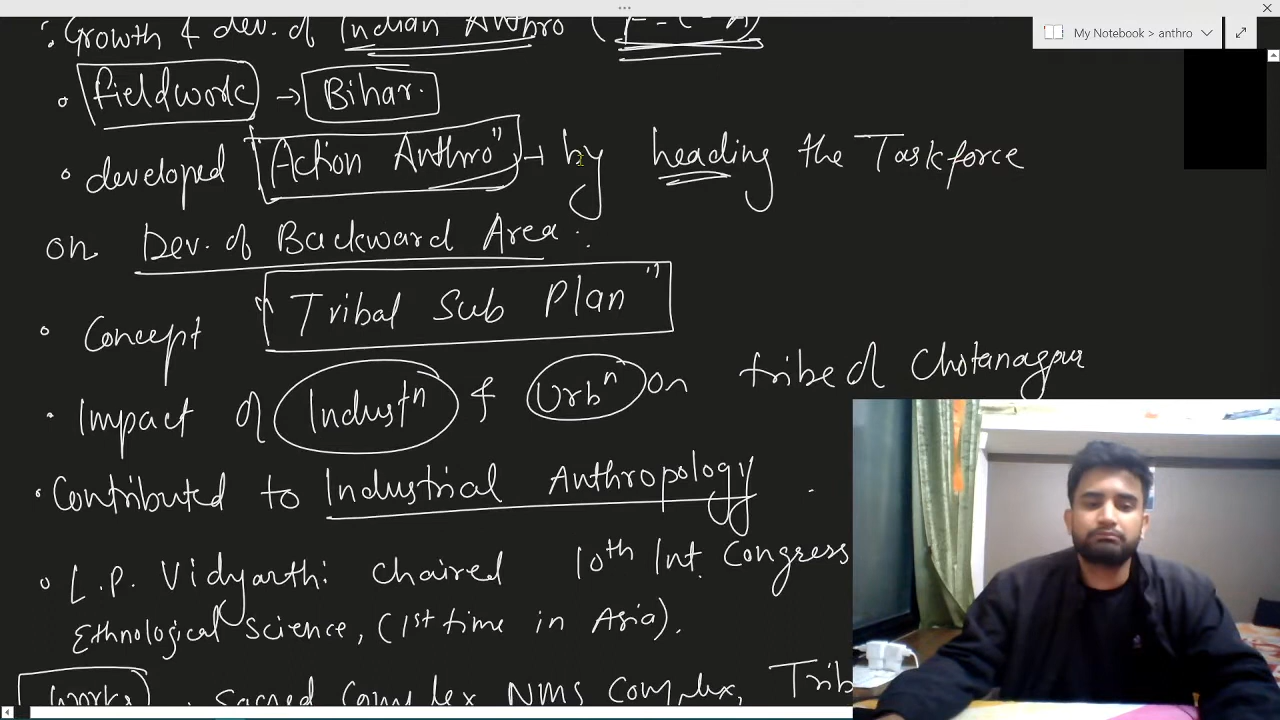 : Growth & dev. of Indian Anthro (F-C-A)
My Notebook > anthro
• fieldwork → Bihar.
• developed "Action Anthro" → by heading the Taskforce
on Dev. of Backward Area :.
• Concept "Tribal Sub Plan"
• Impact of Industⁿ & Urbⁿ on tribe of Chotanagpur
• Contributed to Industrial Anthropology .
• L.P. Vidyarthi chaired 10th Int. Congress
Ethnological Science, (1st time in Asia).
Works . Sacred Complex NMS Complex, Trib